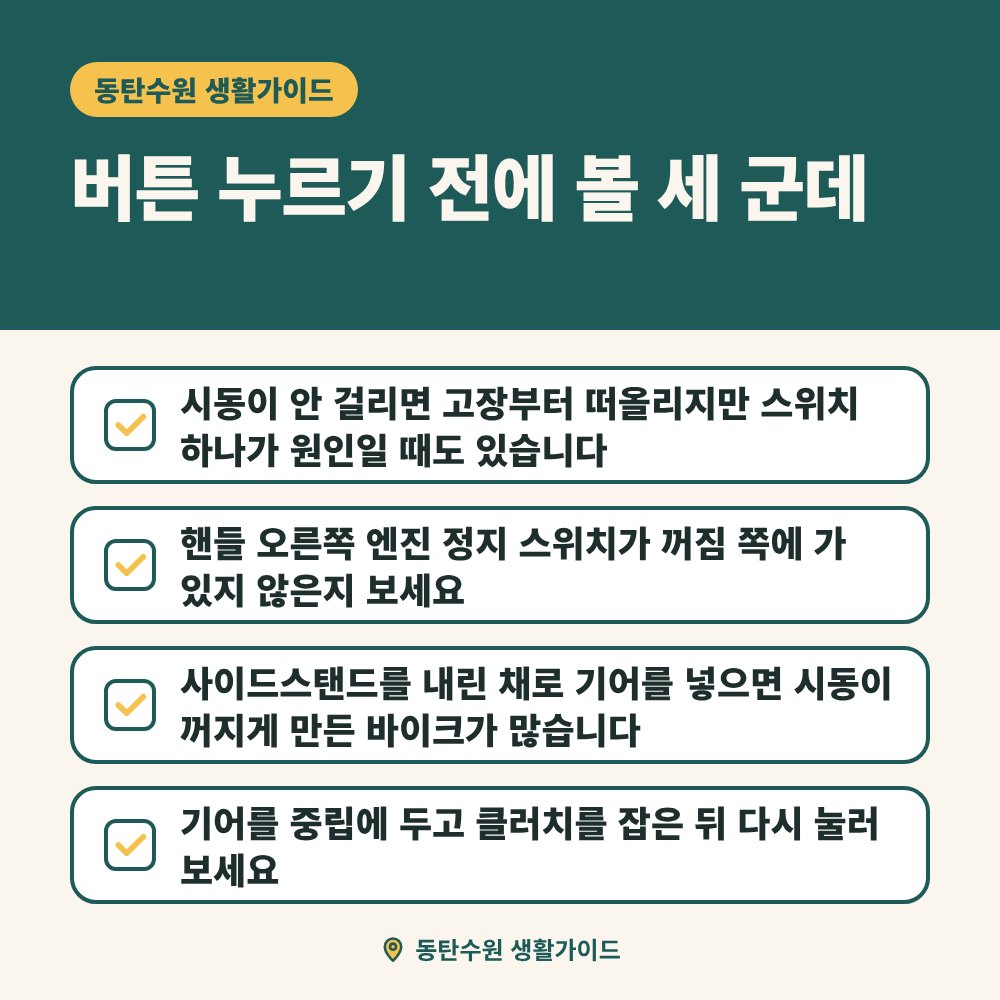 동탄수원 생활가이드
버튼 누르기 전에 볼 세 군데
시동이 안 걸리면 고장부터 떠올리지만 스위치
하나가 원인일 때도 있습니다
핸들 오른쪽 엔진 정지 스위치가 꺼짐 쪽에 가
있지 않은지 보세요
사이드스탠드를 내린 채로 기어를 넣으면 시동이
꺼지게 만든 바이크가 많습니다
기어를 중립에 두고 클러치를 잡은 뒤 다시 눌러
보세요
동탄수원 생활가이드